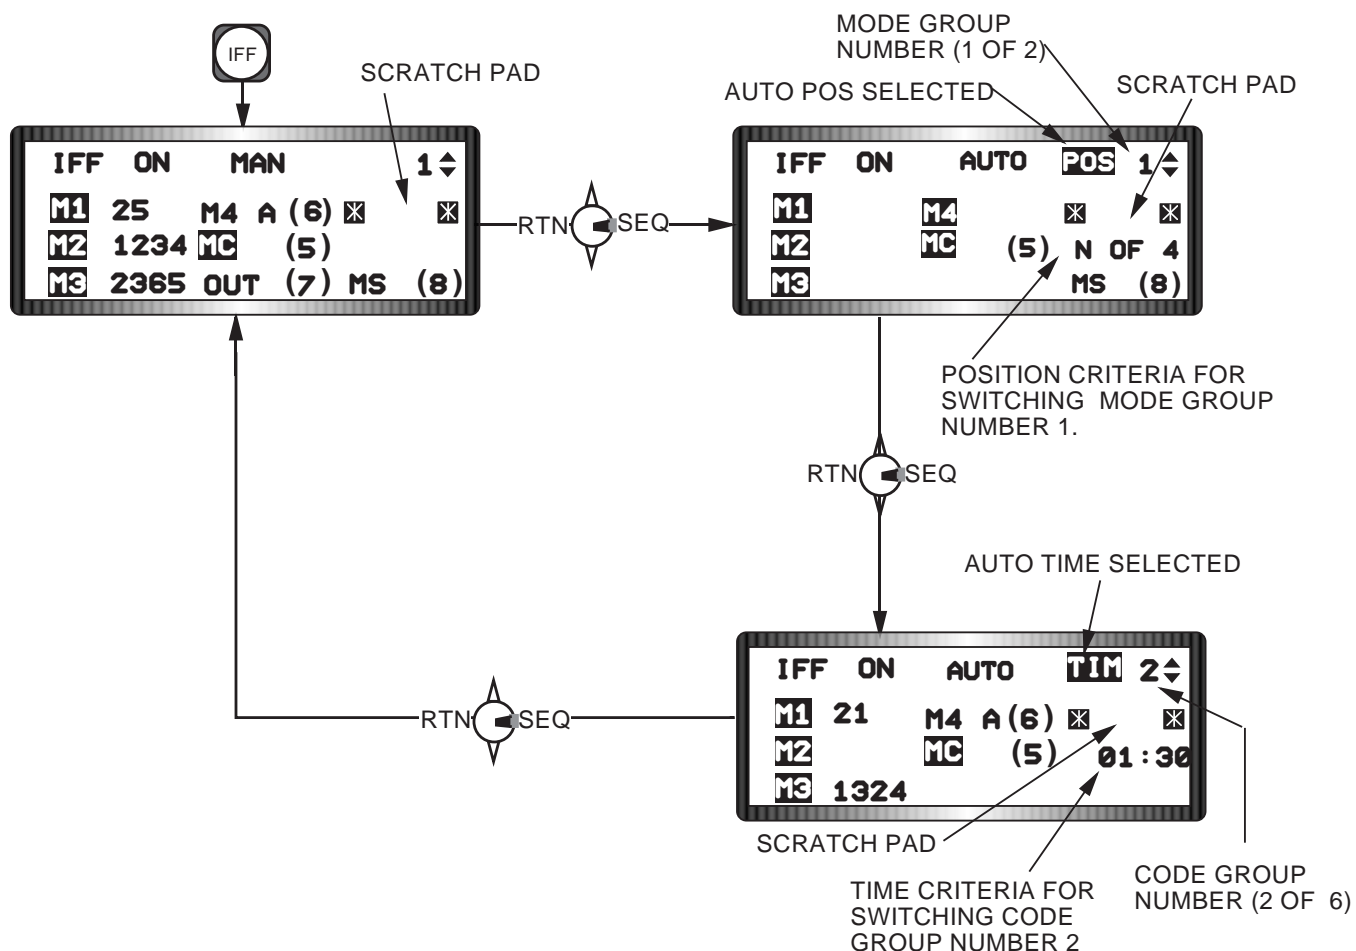 IFF
SCRATCH PAD
IFF ON MAN 1
M1 25 M4 A (6) * *
M2 1234 MC (5)
M3 2365 OUT (7) MS (8)
RTN SEQ
MODE GROUP
NUMBER (1 OF 2)
AUTO POS SELECTED
SCRATCH PAD
IFF ON AUTO POS 1
M1 M4 * *
M2 MC (5) N OF 4
M3 MS (8)
POSITION CRITERIA FOR
SWITCHING MODE GROUP
NUMBER 1.
RTN SEQ
AUTO TIME SELECTED
IFF ON AUTO TIM 2
M1 21 M4 A (6) * *
M2 MC (5) 01:30
M3 1324
SCRATCH PAD
TIME CRITERIA FOR
SWITCHING CODE
GROUP NUMBER 2
CODE GROUP
NUMBER (2 OF 6)
RTN SEQ